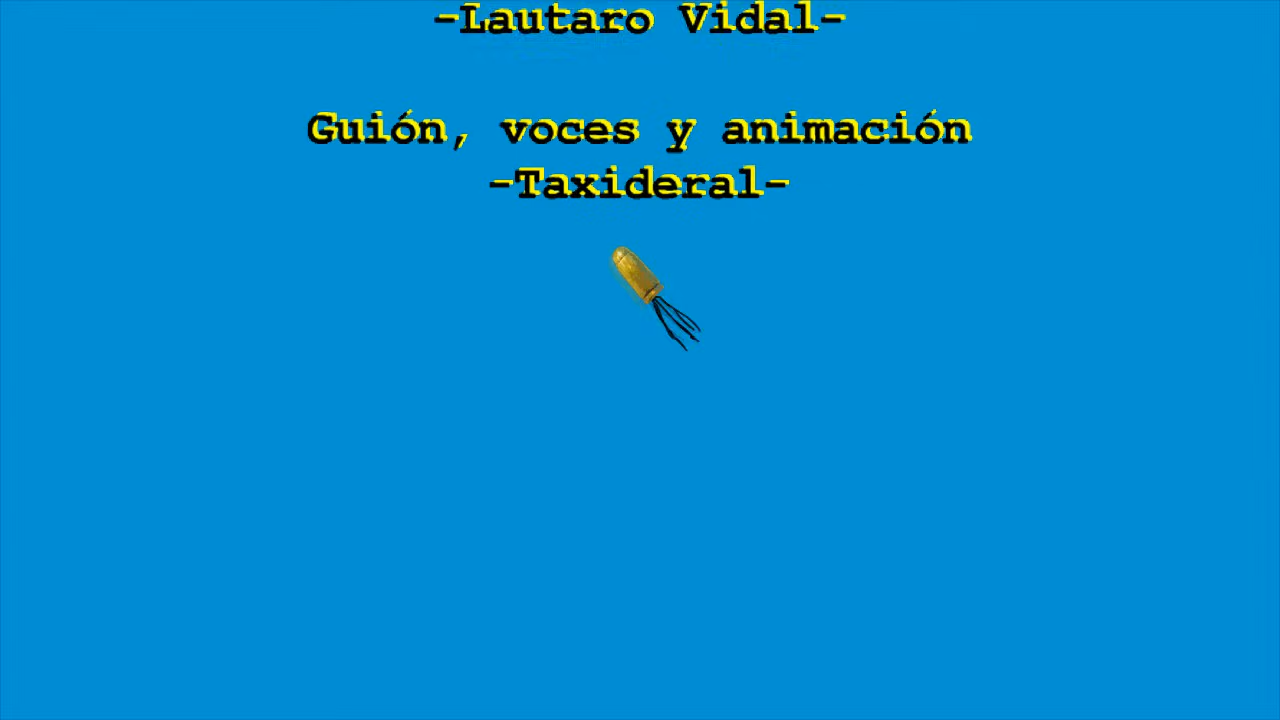 -Lautaro Vidal-
Guión, voces y animación
-Taxideral-